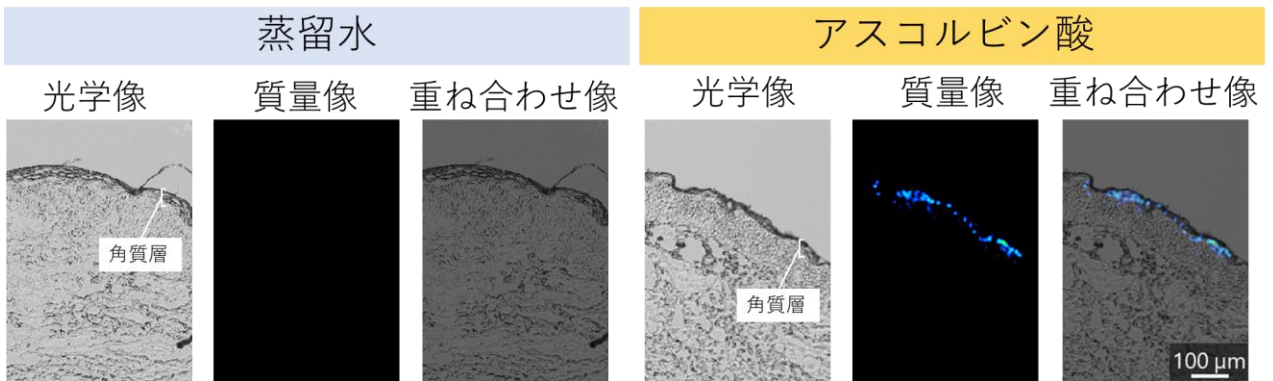 蒸留水
アスコルビン酸
光学像 質量像 重ね合わせ像
光学像 質量像 重ね合わせ像
角質層
角質層
100 μm